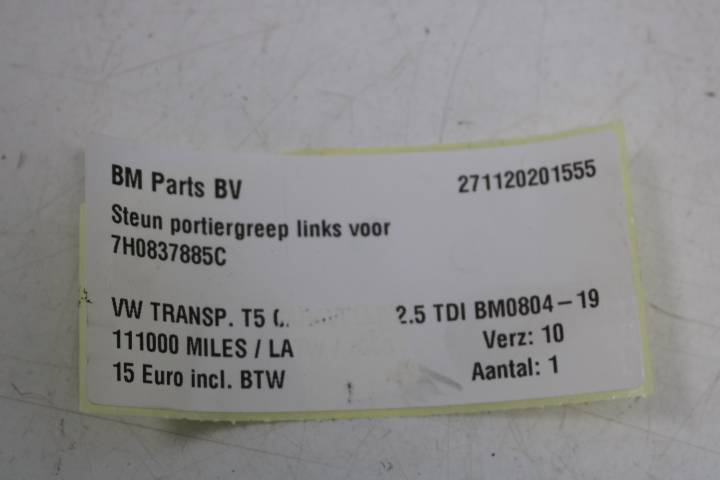 BM Parts BV 271120201555
Steun portiergreep links voor
7H0837885C
VW TRANSP. T5 2.5 TDI BM0804-19
111000 MILES / LA Verz: 10
15 Euro incl. BTW Aantal: 1